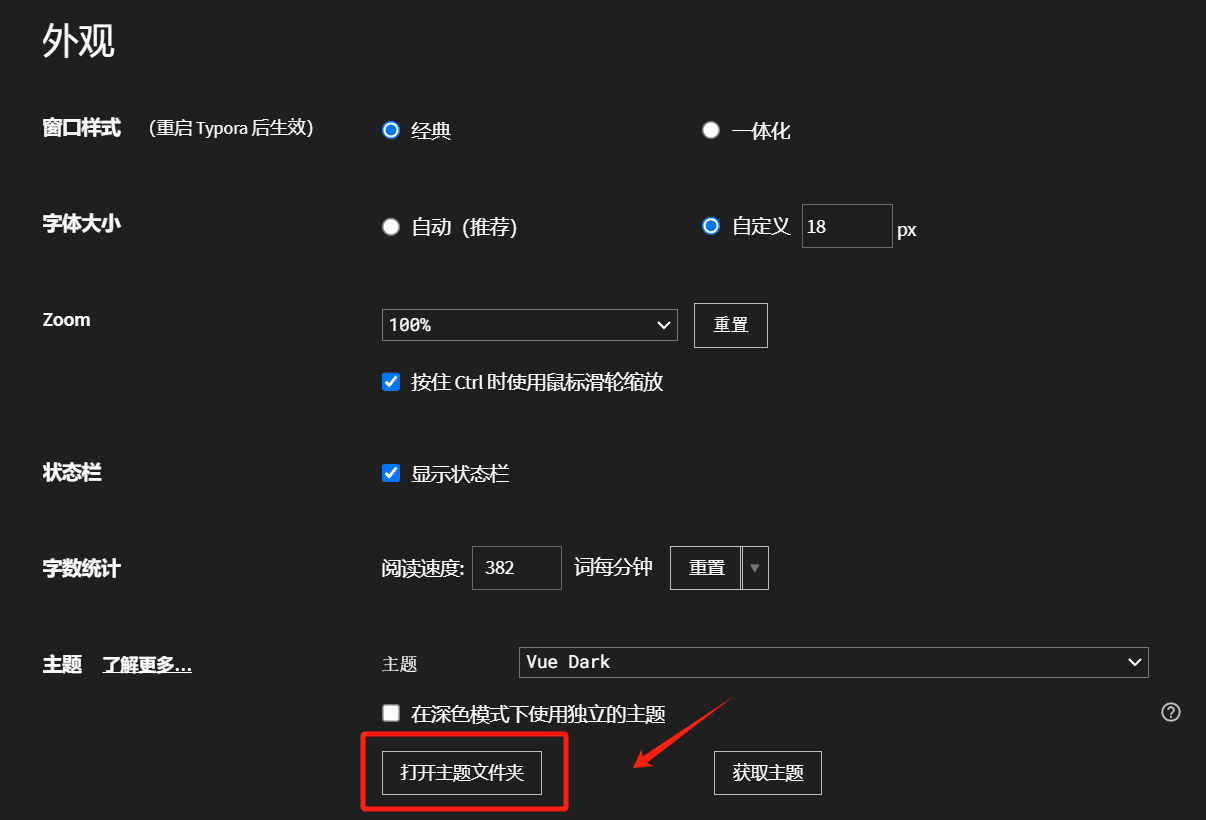 外观
窗口样式 （重启 Typora 后生效） 经典 一体化
字体大小 自动（推荐） 自定义 18 px
Zoom 100% 重置
按住 Ctrl 时使用鼠标滑轮缩放
状态栏 显示状态栏
字数统计 阅读速度: 382 词每分钟 重置
主题 了解更多... 主题 Vue Dark
在深色模式下使用独立的主题
打开主题文件夹 获取主题